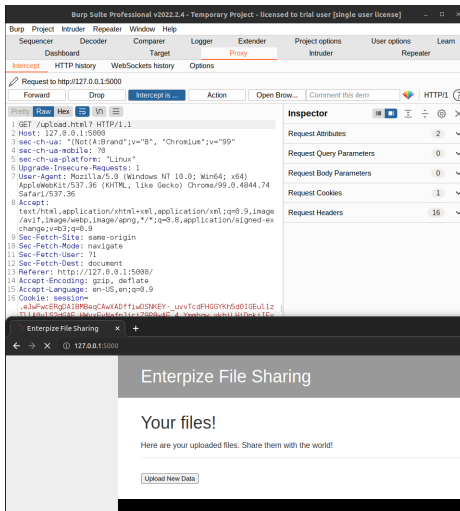 Burp Suite Professional v2022.2.4 - Temporary Project - licensed to trial user [single user license]
Burp Project Intruder Repeater Window Help
Sequencer Decoder Comparer Logger Extender Project options User options Learn
Dashboard Target Proxy Intruder Repeater
Intercept HTTP history WebSockets history Options
Request to http://127.0.0.1:5000
Forward Drop Intercept is ... Action Open Brow... Comment this item HTTP/1
Pretty Raw Hex \n
Inspector
1 GET /upload.html? HTTP/1.1
2 Host: 127.0.0.1:5000
3 sec-ch-ua: "(Not(A:Brand";v="8", "Chromium";v="99"
4 sec-ch-ua-mobile: ?0
5 sec-ch-ua-platform: "Linux"
6 Upgrade-Insecure-Requests: 1
7 User-Agent: Mozilla/5.0 (Windows NT 10.0; Win64; x64)
AppleWebKit/537.36 (KHTML, like Gecko) Chrome/99.0.4844.74
Safari/537.36
8 Accept:
text/html,application/xhtml+xml,application/xml;q=0.9,image
/avif,image/webp,image/apng,*/*;q=0.8,application/signed-ex
change;v=b3;q=0.9
9 Sec-Fetch-Site: same-origin
10 Sec-Fetch-Mode: navigate
11 Sec-Fetch-User: ?1
12 Sec-Fetch-Dest: document
13 Referer: http://127.0.0.1:5000/
14 Accept-Encoding: gzip, deflate
15 Accept-Language: en-US,en;q=0.9
16 Cookie: session=
Request Attributes 2
Request Query Parameters 0
Request Body Parameters 0
Request Cookies 1
Request Headers 16
Enterpize File Sharing
127.0.0.1:5000
Enterpize File Sharing
Your files!
Here are your uploaded files. Share them with the world!
Upload New Data